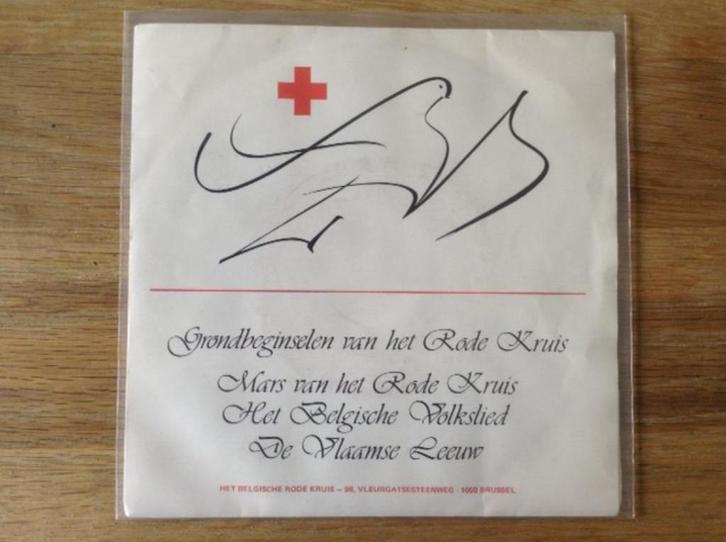 Grondbeginselen van het Rode Kruis
Mars van het Rode Kruis
Het Belgische Volkslied
De Vlaamse Leeuw
HET BELGISCHE RODE KRUIS – 98, VLEURGATSESTEENWEG - 1050 BRUSSEL